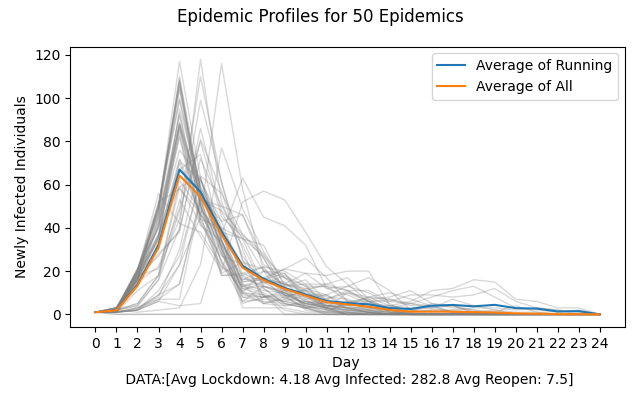 Epidemic Profiles for 50 Epidemics
120
100
80
60
40
20
0
Newly Infected Individuals
Average of Running
Average of All
0 1 2 3 4 5 6 7 8 9 10 11 12 13 14 15 16 17 18 19 20 21 22 23 24
Day
DATA:[Avg Lockdown: 4.18 Avg Infected: 282.8 Avg Reopen: 7.5]